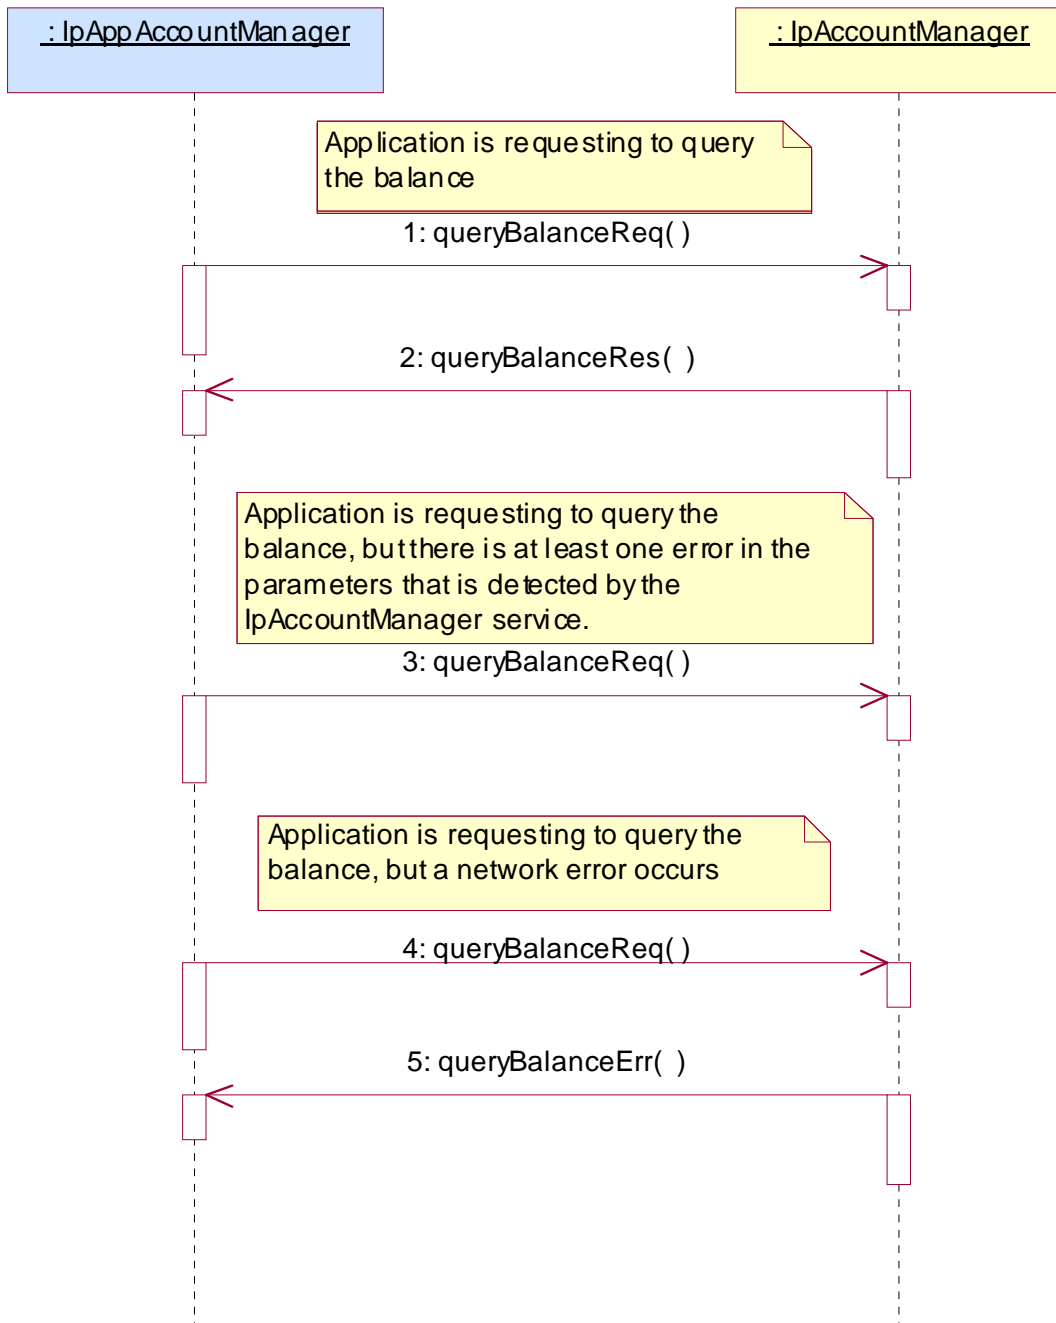 : IpAppAccountManager
: IpAccountManager
Application is requesting to query
the balance
1: queryBalanceReq( )
2: queryBalanceRes( )
Application is requesting to query the
balance, but there is at least one error in the
parameters that is detected by the
IpAccountManager service.
3: queryBalanceReq( )
Application is requesting to query the
balance, but a network error occurs
4: queryBalanceReq( )
5: queryBalanceErr( )